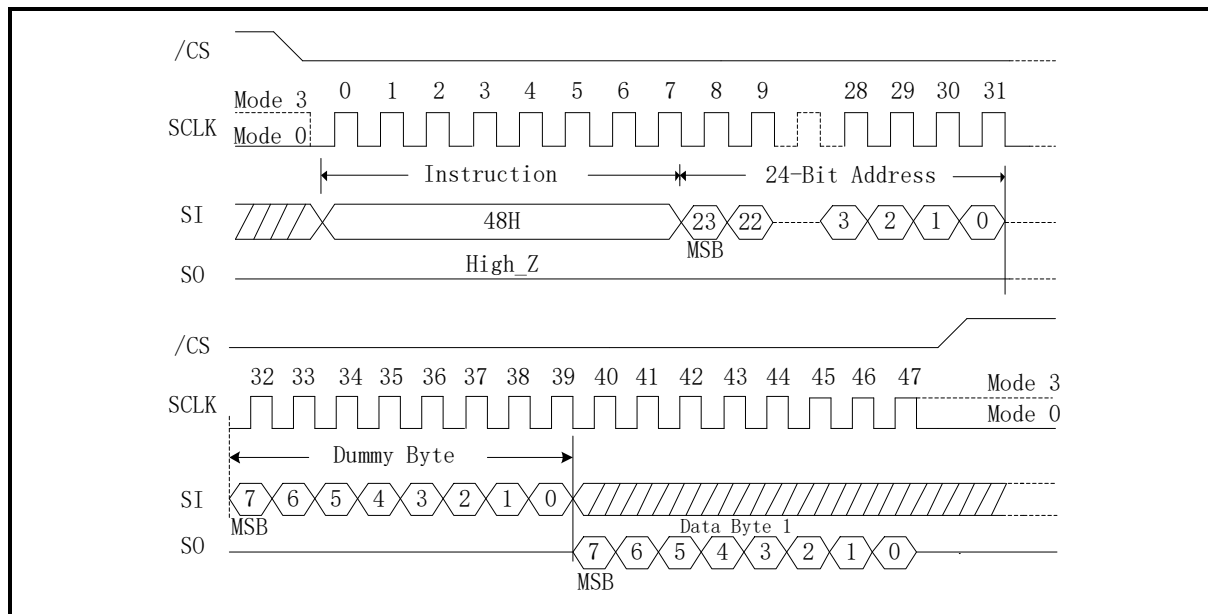 /CS
0 1 2 3 4 5 6 7 8 9 28 29 30 31
Mode 3
SCLK
Mode 0
Instruction 24-Bit Address
SI 48H 23 22 3 2 1 0
MSB
High_Z
SO
/CS
32 33 34 35 36 37 38 39 40 41 42 43 44 45 46 47
Mode 3
SCLK
Mode 0
Dummy Byte
SI 7 6 5 4 3 2 1 0
MSB
Data Byte 1
SO 7 6 5 4 3 2 1 0
MSB